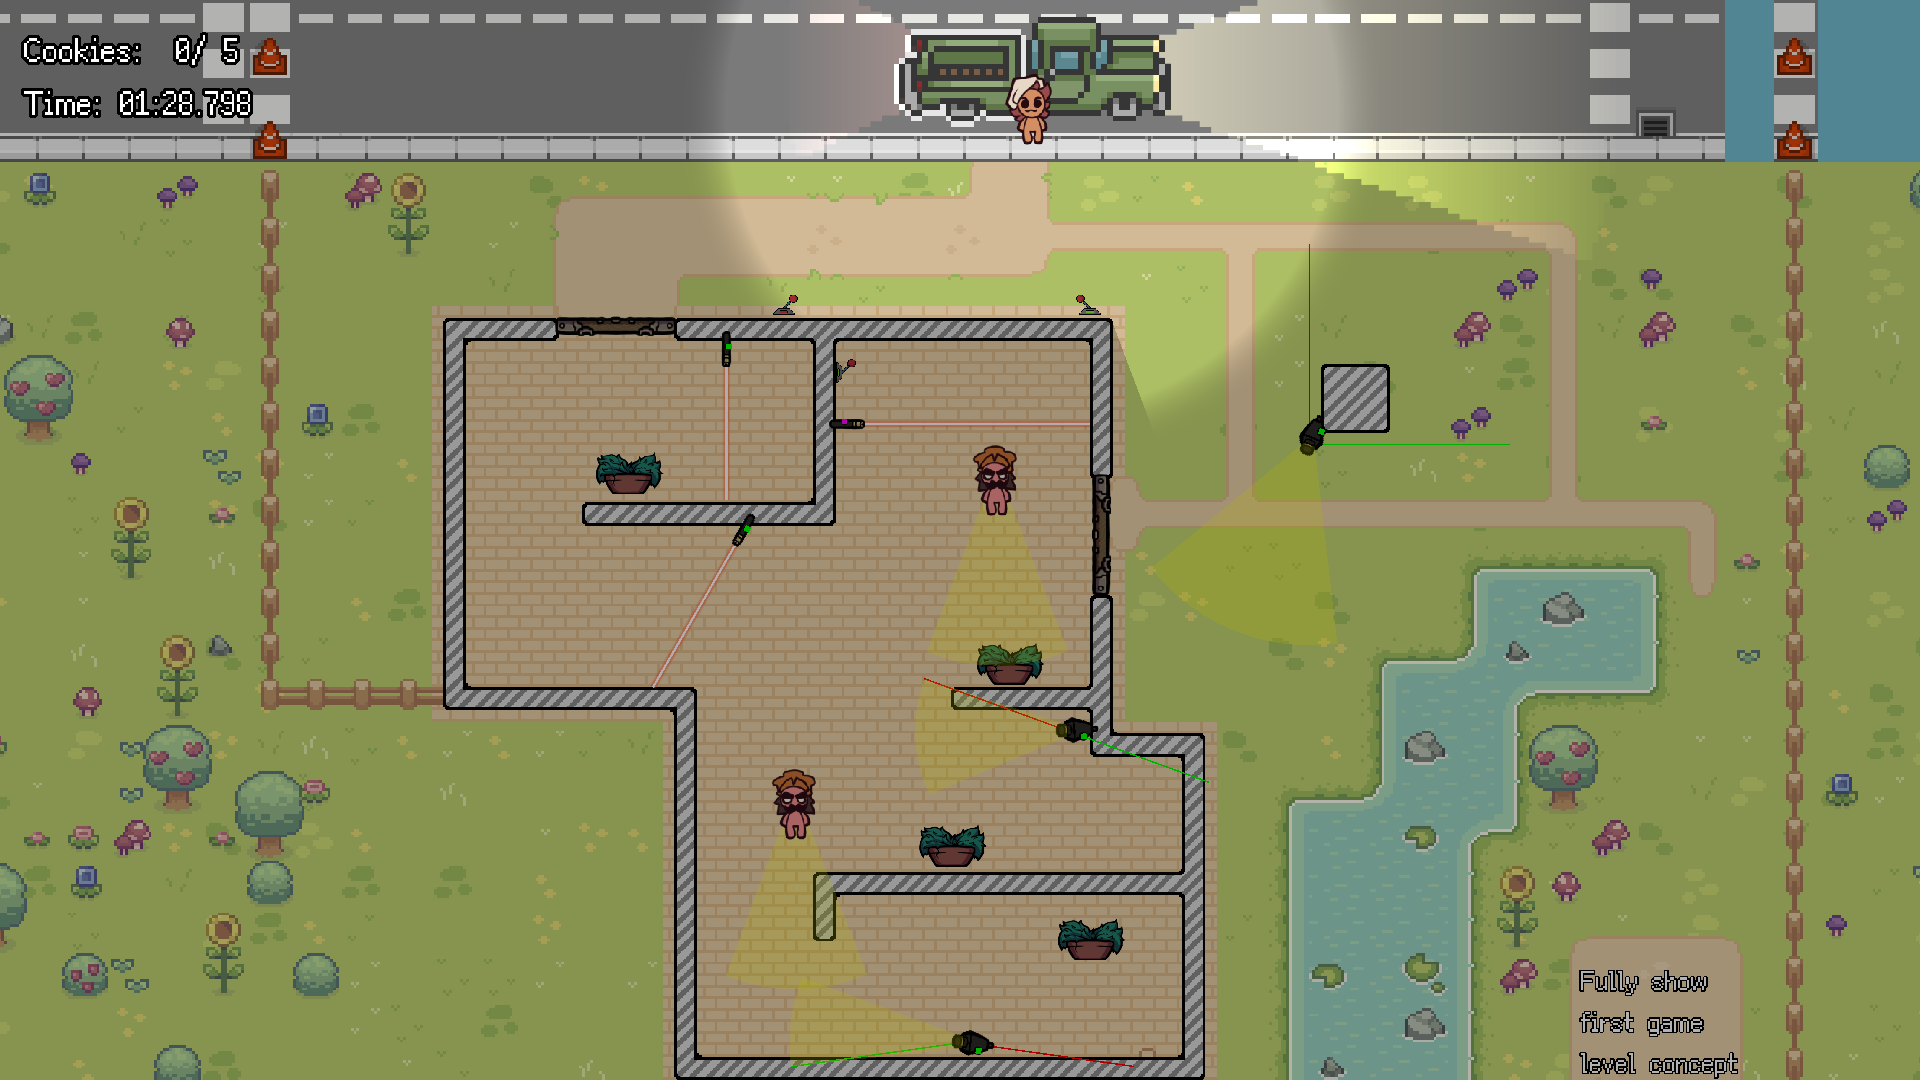 Cookies: 0/ 5
Time: 01:28.798
Fully show
first game
level concept